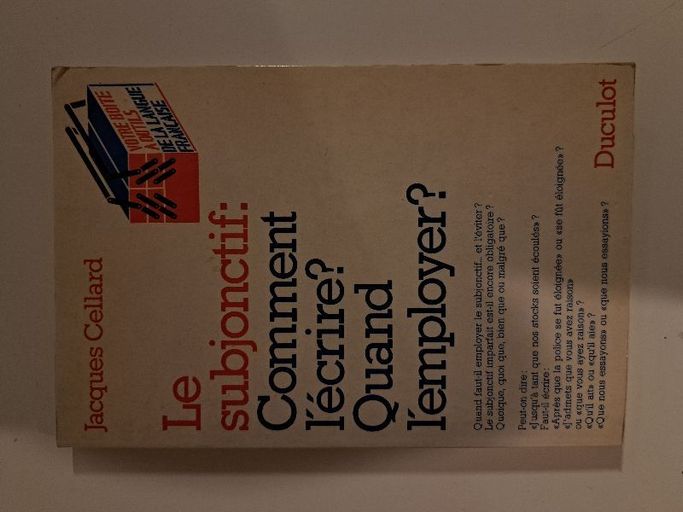 Jacques Cellard
VOTRE BOÎTE
À OUTILS
DE LA LANGUE
FRANÇAISE
Le
subjonctif:
Comment
l'écrire?
Quand
l'employer?
Quand faut-il employer le subjonctif... et l'éviter?
Le subjonctif imparfait est-il encore obligatoire?
Quoique, quoi que, bien que ou malgré que?
Peut-on dire:
«Jusqu'à tant que nos stocks soient écoulés»?
Faut-il écrire:
«Après que la police se fut éloignée» ou «se fût éloignée»?
«J'admets que vous avez raison»
ou «que vous ayez raison»?
«Qu'il ait» ou «qu'il aie»?
«Que nous essayons» ou «que nous essayions»?
Duculot